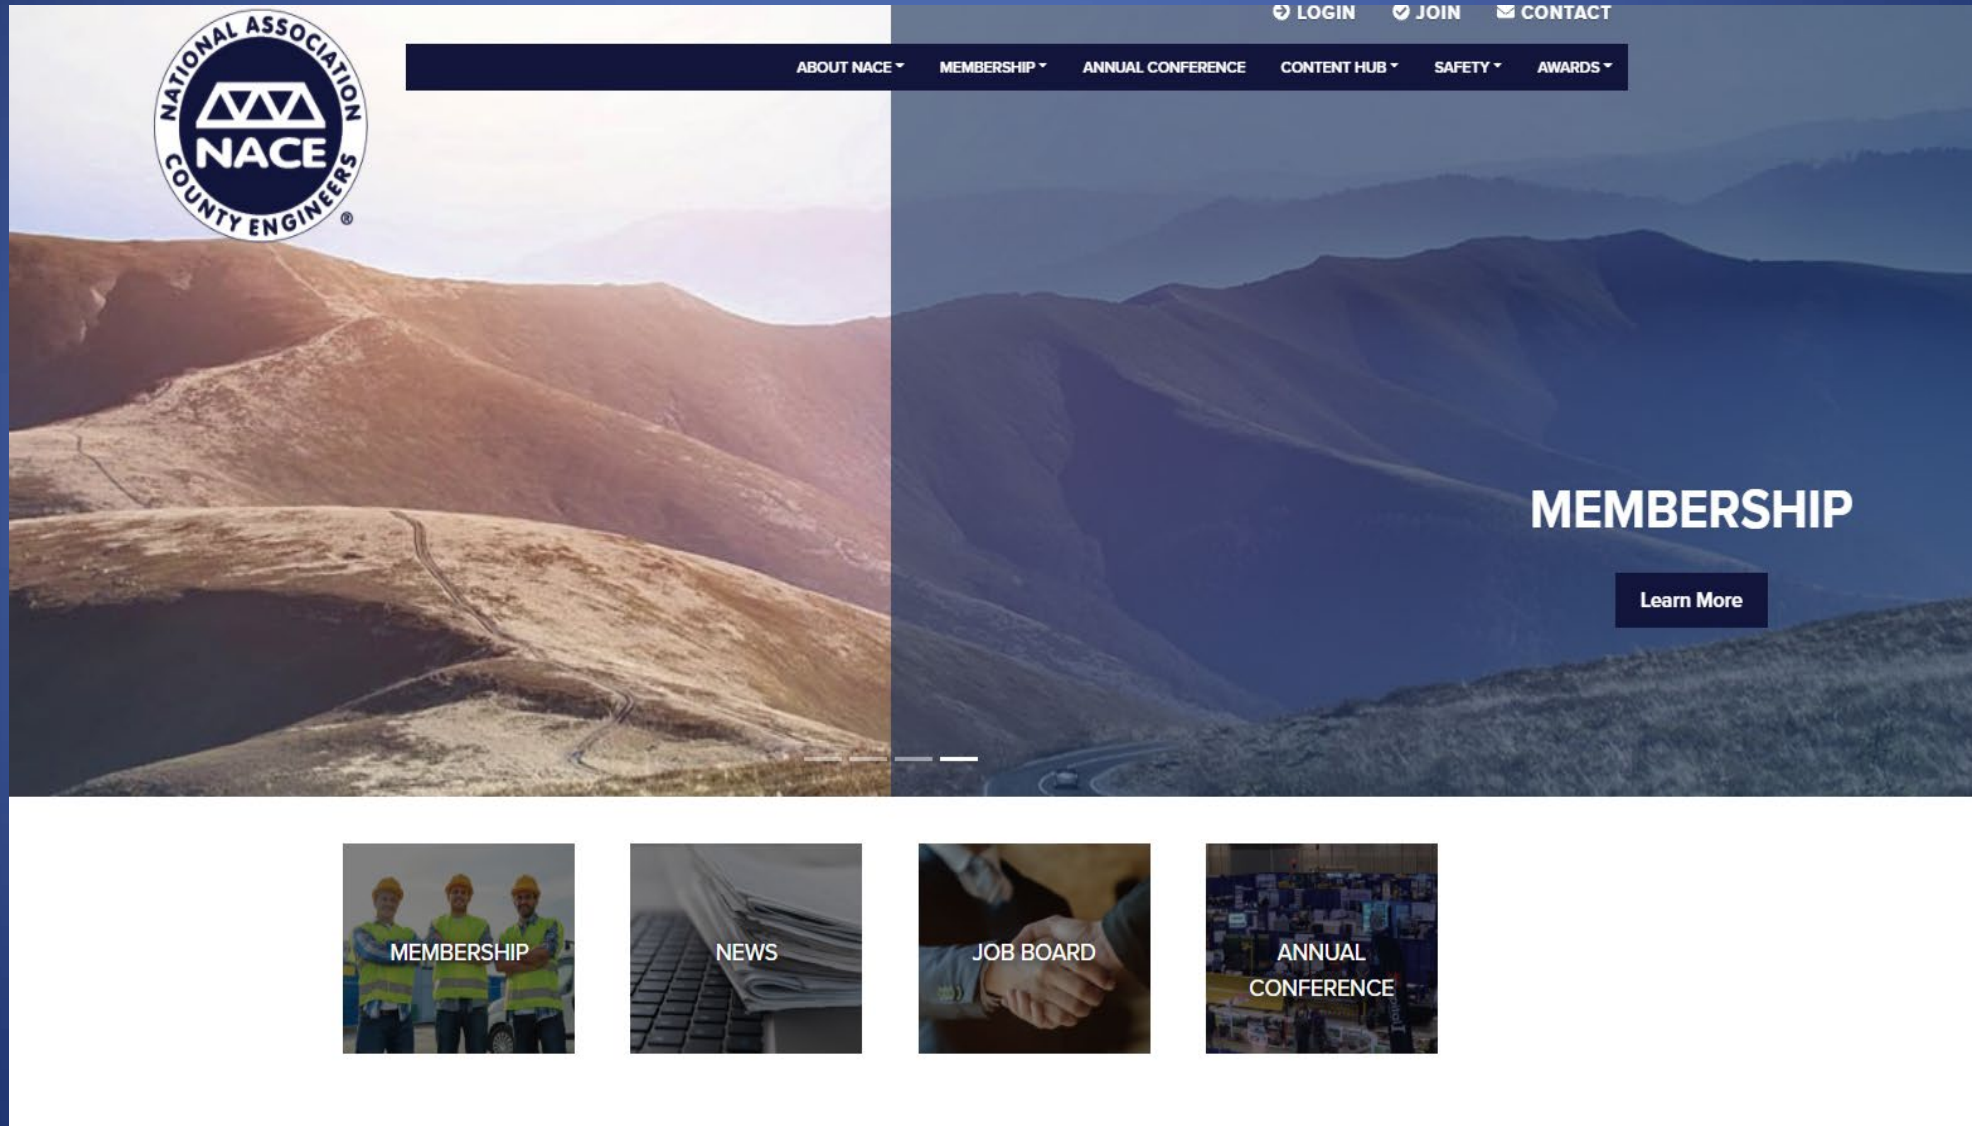 NATIONAL ASSOCIATION
NACE
COUNTY ENGINEERS
®
LOGIN JOIN CONTACT
ABOUT NACE MEMBERSHIP ANNUAL CONFERENCE CONTENT HUB SAFETY AWARDS
MEMBERSHIP
Learn More
MEMBERSHIP
NEWS
JOB BOARD
ANNUAL
CONFERENCE